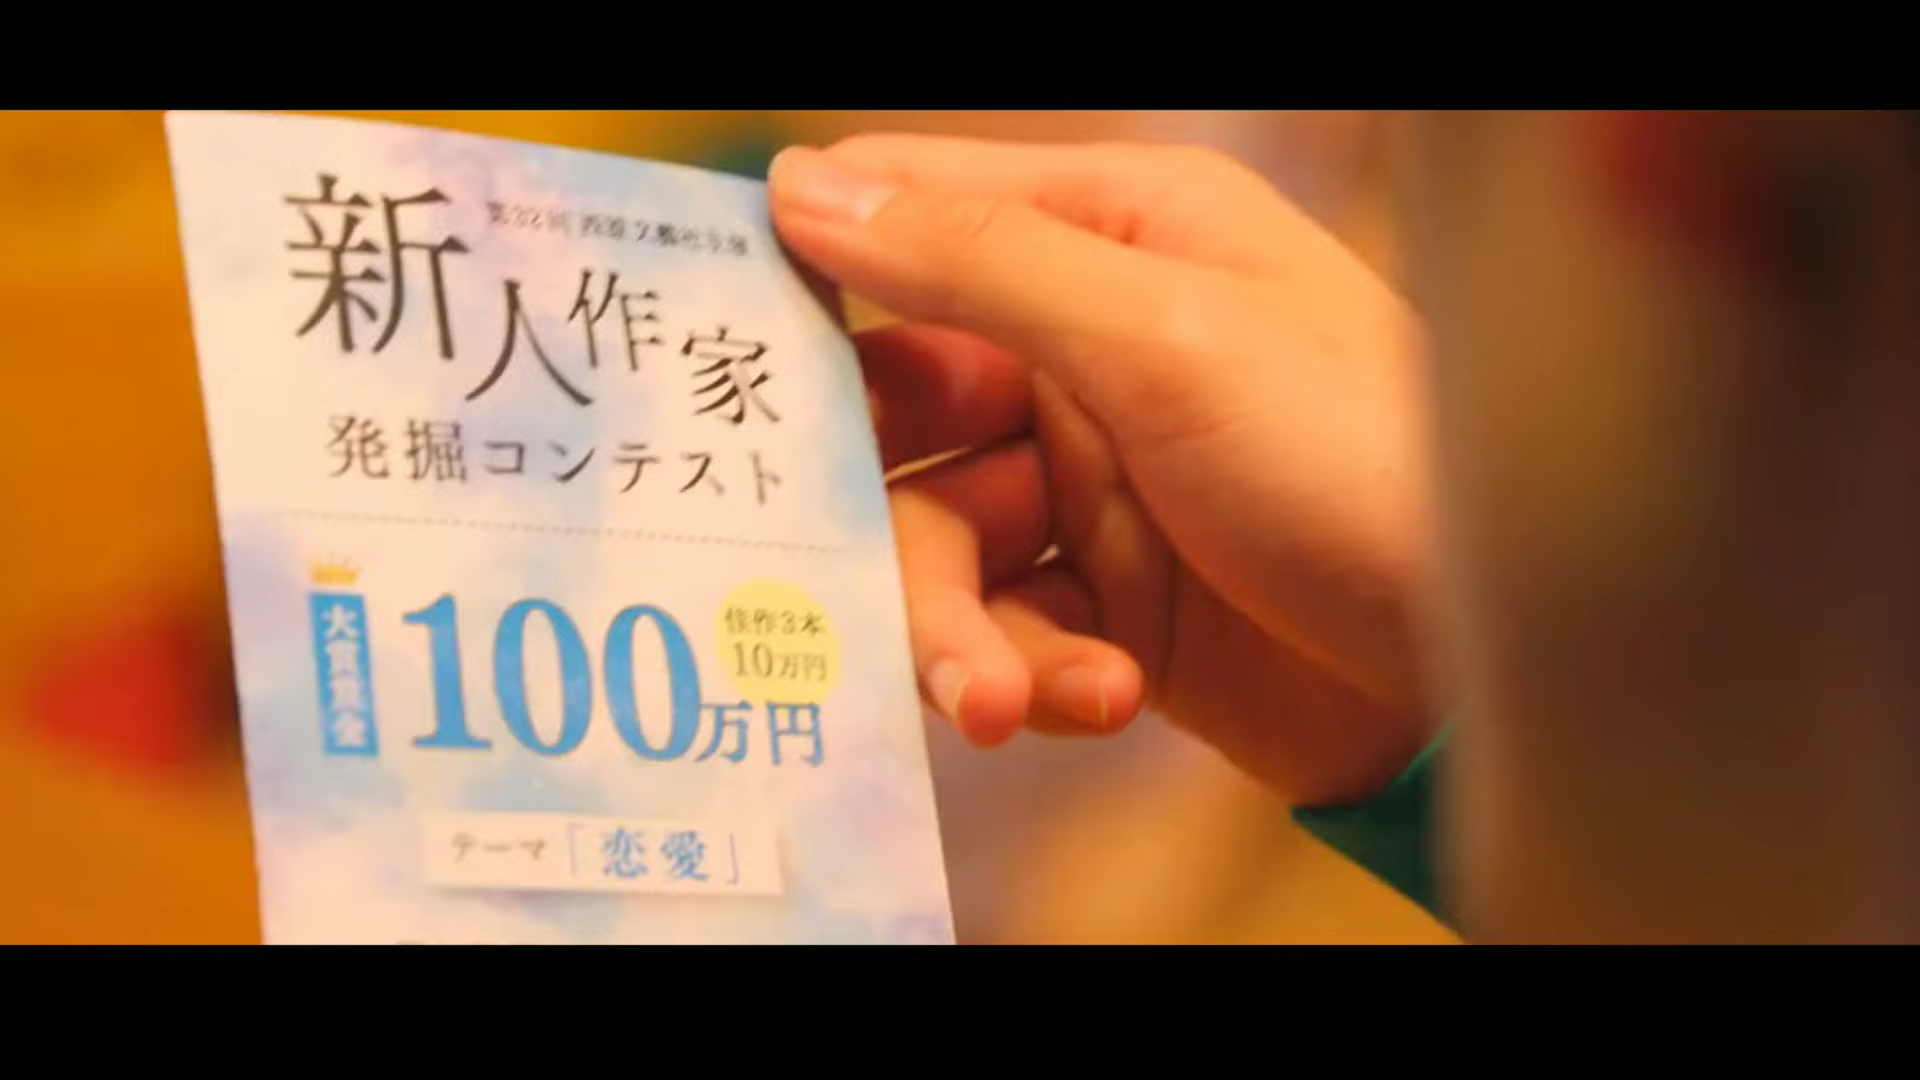 新人作家
発掘コンテスト
大賞賞金
100万円
佳作3本
10万円
テーマ「恋愛」